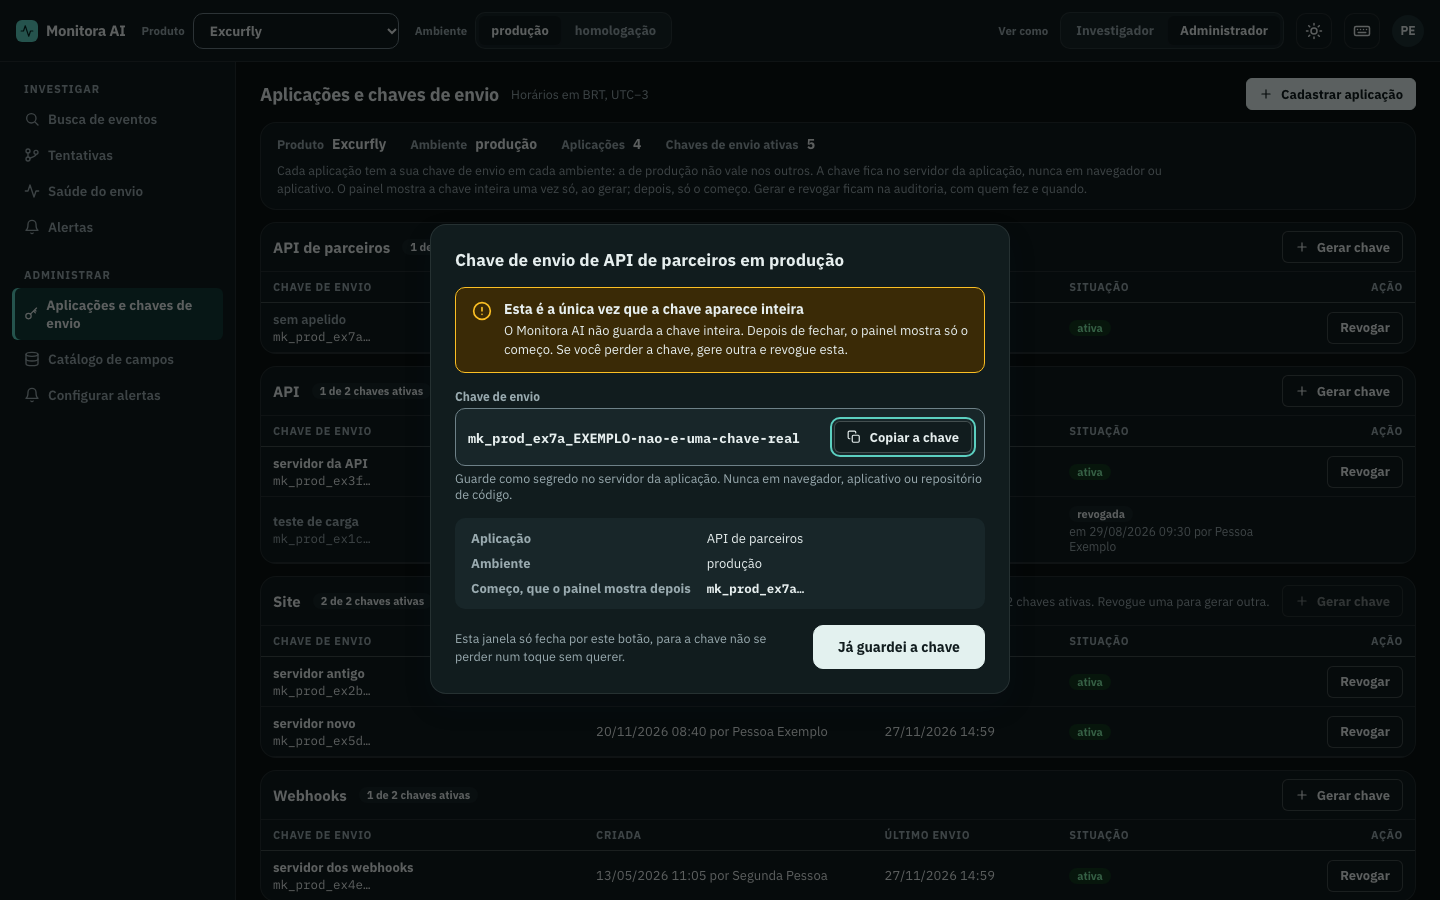 Monitora AI
Produto
Excurfly
Ambiente
produção
homologação
Ver como
Investigador
Administrador
PE
INVESTIGAR
Busca de eventos
Tentativas
Saúde do envio
Alertas
ADMINISTRAR
Aplicações e chaves de
envio
Catálogo de campos
Configurar alertas
Aplicações e chaves de envio
Horários em BRT, UTC−3
+ Cadastrar aplicação
Produto Excurfly Ambiente produção Aplicações 4 Chaves de envio ativas 5
Cada aplicação tem a sua chave de envio em cada ambiente: a de produção não vale nos outros. A chave fica no servidor da aplicação, nunca em navegador ou
aplicativo. O painel mostra a chave inteira uma vez só, ao gerar; depois, só o começo. Gerar e revogar ficam na auditoria, com quem fez e quando.
API de parceiros 1 de
+ Gerar chave
CHAVE DE ENVIO SITUAÇÃO AÇÃO
sem apelido
mk_prod_ex7a…
ativa
Revogar
API 1 de 2 chaves ativas
+ Gerar chave
CHAVE DE ENVIO SITUAÇÃO AÇÃO
servidor da API
mk_prod_ex3f…
ativa
Revogar
teste de carga
mk_prod_ex1c…
revogada
em 29/08/2026 09:30 por Pessoa
Exemplo
Site 2 de 2 chaves ativas
2 chaves ativas. Revogue uma para gerar outra.
+ Gerar chave
CHAVE DE ENVIO SITUAÇÃO AÇÃO
servidor antigo
mk_prod_ex2b…
ativa
Revogar
servidor novo
mk_prod_ex5d…
20/11/2026 08:40 por Pessoa Exemplo
27/11/2026 14:59
ativa
Revogar
Webhooks 1 de 2 chaves ativas
+ Gerar chave
CHAVE DE ENVIO CRIADA ÚLTIMO ENVIO SITUAÇÃO AÇÃO
servidor dos webhooks
mk_prod_ex4e…
13/05/2026 11:05 por Segunda Pessoa
27/11/2026 14:59
ativa
Revogar
Chave de envio de API de parceiros em produção
Esta é a única vez que a chave aparece inteira
O Monitora AI não guarda a chave inteira. Depois de fechar, o painel mostra só o
começo. Se você perder a chave, gere outra e revogue esta.
Chave de envio
mk_prod_ex7a_EXEMPLO-nao-e-uma-chave-real
Copiar a chave
Guarde como segredo no servidor da aplicação. Nunca em navegador, aplicativo ou repositório
de código.
Aplicação API de parceiros
Ambiente produção
Começo, que o painel mostra depois mk_prod_ex7a…
Esta janela só fecha por este botão, para a chave não se
perder num toque sem querer.
Já guardei a chave